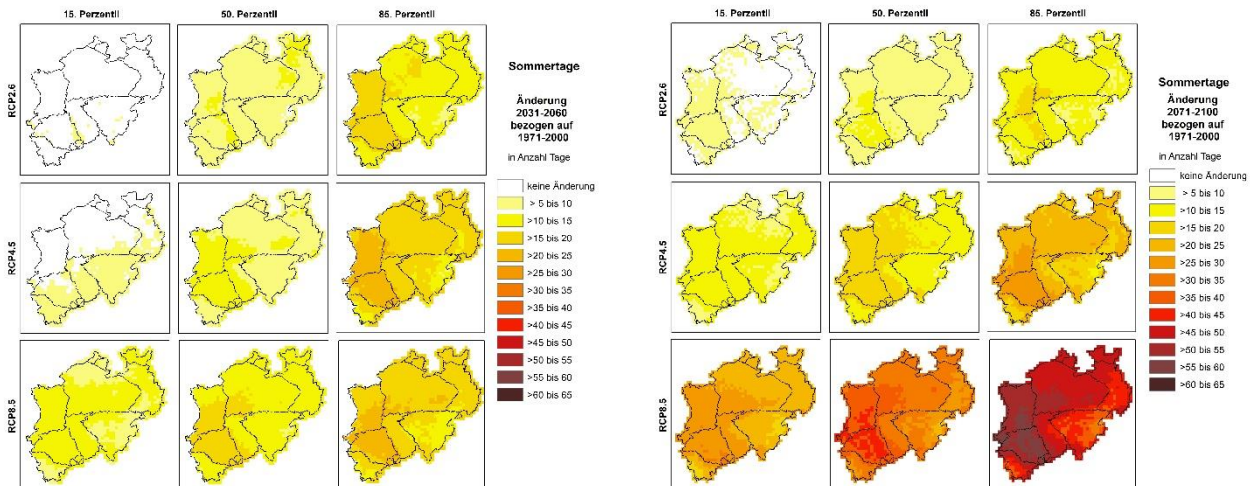 15. Perzentil
50. Perzentil
85. Perzentil
RCP2.6
RCP4.5
RCP8.5
Sommertage
Änderung
2031-2060
bezogen auf
1971-2000
in Anzahl Tage
keine Änderung
> 5 bis 10
>10 bis 15
>15 bis 20
>20 bis 25
>25 bis 30
>30 bis 35
>35 bis 40
>40 bis 45
>45 bis 50
>50 bis 55
>55 bis 60
>60 bis 65
15. Perzentil
50. Perzentil
85. Perzentil
RCP2.6
RCP4.5
RCP8.5
Sommertage
Änderung
2071-2100
bezogen auf
1971-2000
in Anzahl Tage
keine Änderung
> 5 bis 10
>10 bis 15
>15 bis 20
>20 bis 25
>25 bis 30
>30 bis 35
>35 bis 40
>40 bis 45
>45 bis 50
>50 bis 55
>55 bis 60
>60 bis 65